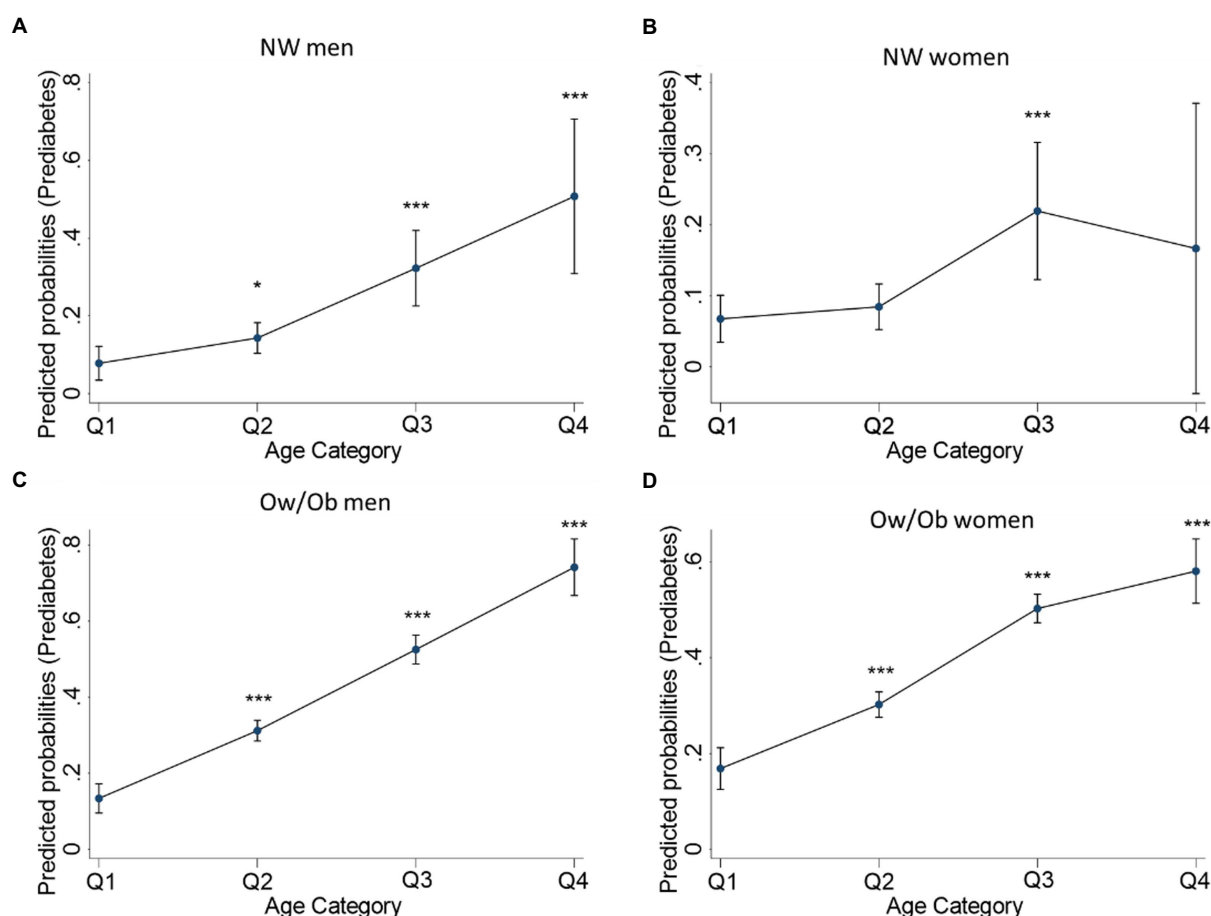 A
NW men
Predicted probabilities (Prediabetes)
.8
.6
.4
.2
0
*
***
***
Q1 Q2 Q3 Q4
Age Category
B
NW women
Predicted probabilities (Prediabetes)
.4
.3
.2
.1
0
***
Q1 Q2 Q3 Q4
Age Category
C
Ow/Ob men
Predicted probabilities (Prediabetes)
.8
.6
.4
.2
0
***
***
***
Q1 Q2 Q3 Q4
Age Category
D
Ow/Ob women
Predicted probabilities (Prediabetes)
.6
.4
.2
0
***
***
***
Q1 Q2 Q3 Q4
Age Category